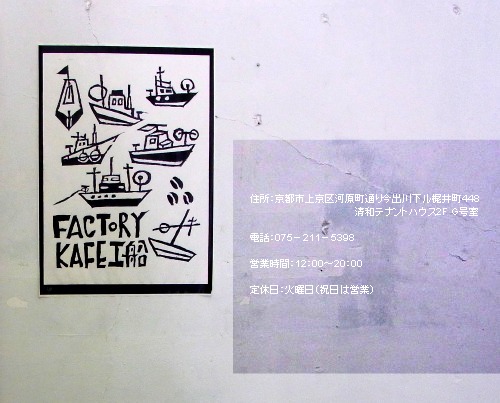 FACTORY
KAFE工船
住所：京都市上京区河原町通り今出川下ル梶井町448
清和テナントハウス2F G号室
電話：075－211－5398
営業時間：12:00～20:00
定休日：火曜日（祝日は営業）